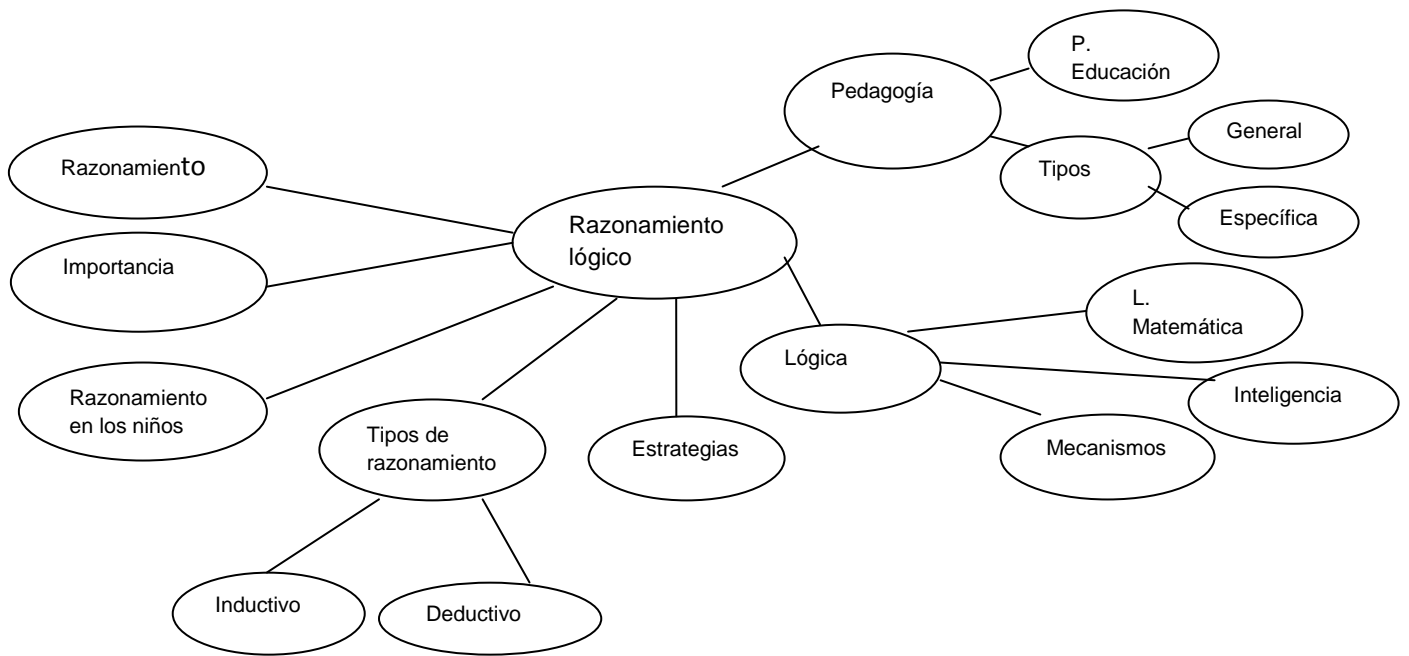 P.
Educación
Pedagogía
General
Razonamiento
Tipos
Específica
Razonamiento
lógico
Importancia
L.
Matemática
Lógica
Inteligencia
Razonamiento
en los niños
Tipos de
razonamiento
Estrategias
Mecanismos
Inductivo
Deductivo